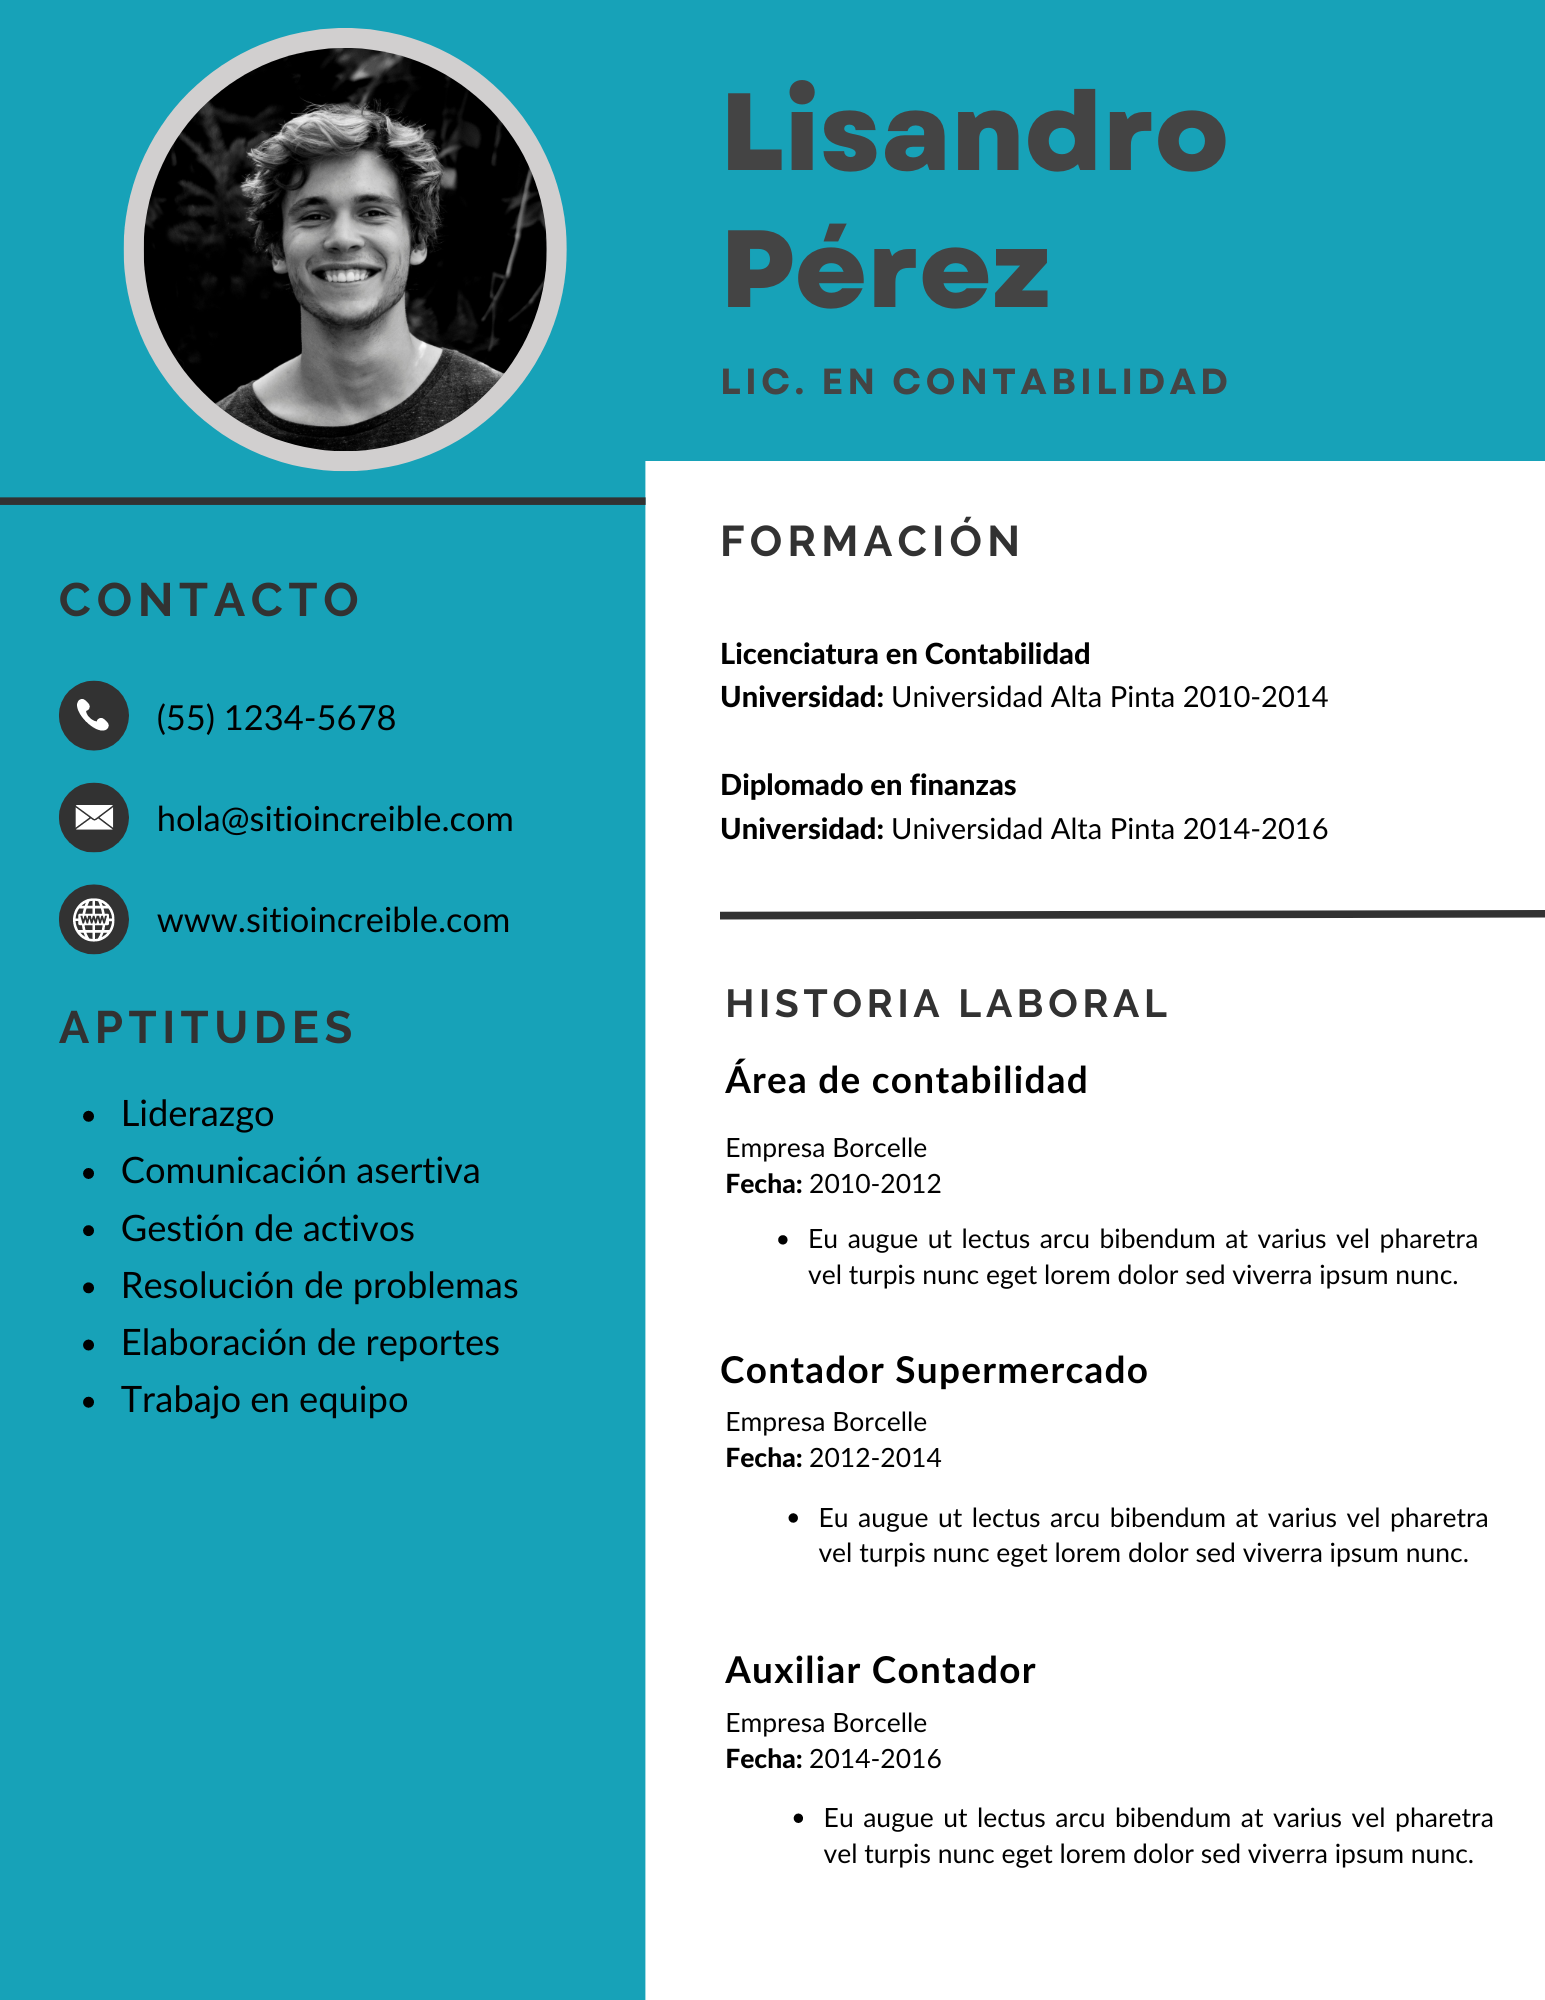 Lisandro
Pérez
LIC. EN CONTABILIDAD
CONTACTO
(55) 1234-5678
hola@sitioincreible.com
www
www.sitioincreible.com
APTITUDES
• Liderazgo
• Comunicación asertiva
• Gestión de activos
• Resolución de problemas
• Elaboración de reportes
• Trabajo en equipo
FORMACIÓN
Licenciatura en Contabilidad
Universidad: Universidad Alta Pinta 2010-2014
Diplomado en finanzas
Universidad: Universidad Alta Pinta 2014-2016
HISTORIA LABORAL
Área de contabilidad
Empresa Borcelle
Fecha: 2010-2012
• Eu augue ut lectus arcu bibendum at varius vel pharetra
vel turpis nunc eget lorem dolor sed viverra ipsum nunc.
Contador Supermercado
Empresa Borcelle
Fecha: 2012-2014
• Eu augue ut lectus arcu bibendum at varius vel pharetra
vel turpis nunc eget lorem dolor sed viverra ipsum nunc.
Auxiliar Contador
Empresa Borcelle
Fecha: 2014-2016
• Eu augue ut lectus arcu bibendum at varius vel pharetra
vel turpis nunc eget lorem dolor sed viverra ipsum nunc.